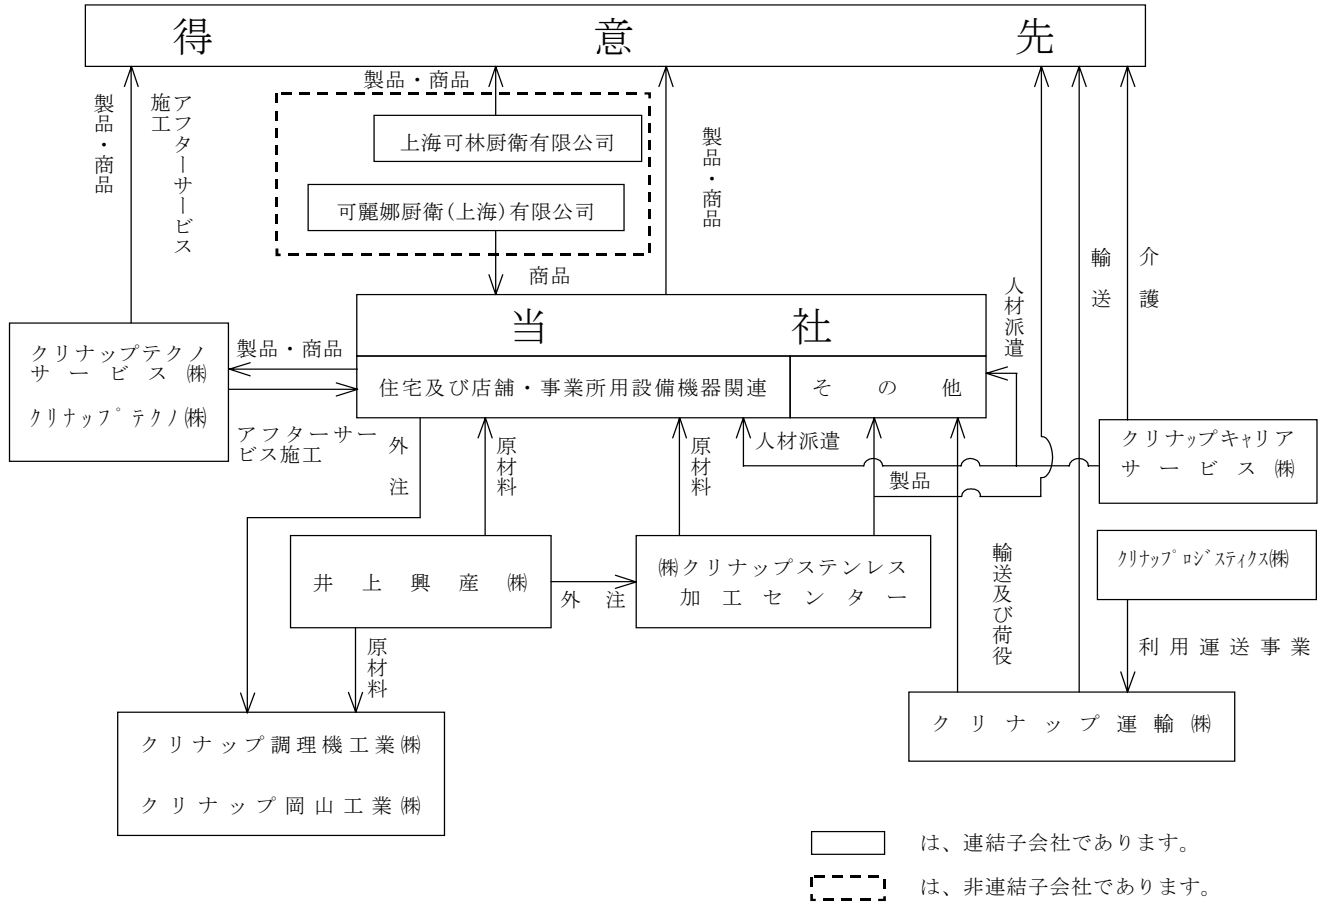 得意先
製品・商品
製品・商品
アフターサービス
施工
製品・商品
上海可林厨衛有限公司
可麗娜厨衛(上海)有限公司
商品
輸送
介護
人材派遣
当社
クリナップテクノ
サービス㈱
クリナップテクノ㈱
製品・商品
住宅及び店舗・事業所用設備機器関連
その他
アフターサー
ビス施工
外注
原材料
原材料
人材派遣
製品
クリナップキャリア
サービス㈱
井上興産㈱
外注
㈱クリナップステンレス
加工センター
輸送及び荷役
クリナップロジスティクス㈱
利用運送事業
原材料
クリナップ運輸㈱
クリナップ調理機工業㈱
クリナップ岡山工業㈱
は、連結子会社であります。
は、非連結子会社であります。